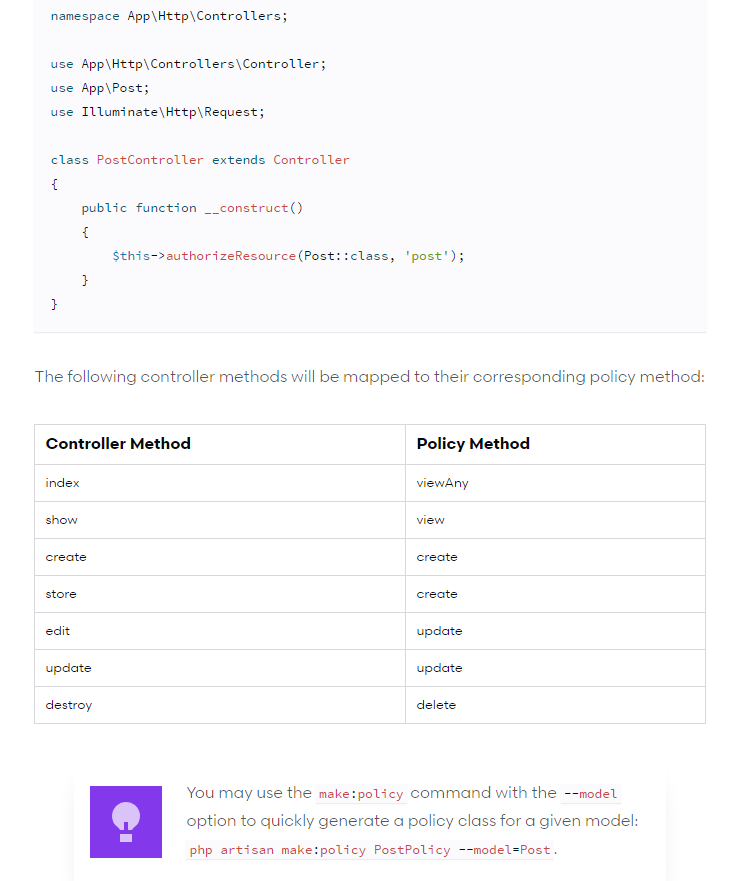 namespace App\Http\Controllers;
use App\Http\Controllers\Controller;
use App\Post;
use Illuminate\Http\Request;
class PostController extends Controller
{
public function __construct()
{
$this->authorizeResource(Post::class, 'post');
}
}
The following controller methods will be mapped to their corresponding policy method:
Controller Method Policy Method
index viewAny
show view
create create
store create
edit update
update update
destroy delete
You may use the make:policy command with the --model
option to quickly generate a policy class for a given model:
php artisan make:policy PostPolicy --model=Post.